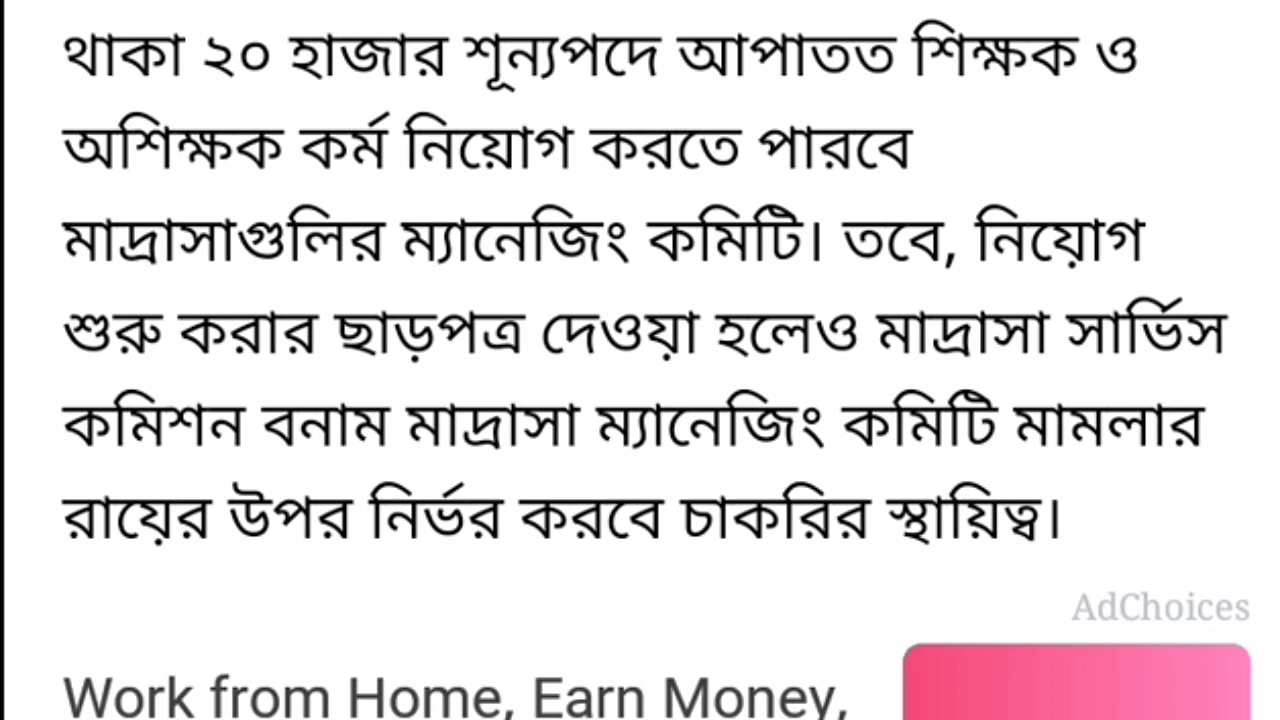 থাকা ২০ হাজার শূন্যপদে আপাতত শিক্ষক ও
অশিক্ষক কর্ম নিয়োগ করতে পারবে
মাদ্রাসাগুলির ম্যানেজিং কমিটি। তবে, নিয়োগ
শুরু করার ছাড়পত্র দেওয়া হলেও মাদ্রাসা সার্ভিস
কমিশন বনাম মাদ্রাসা ম্যানেজিং কমিটি মামলার
রায়ের উপর নির্ভর করবে চাকরির স্থায়িত্ব।
AdChoices
Work from Home, Earn Money,